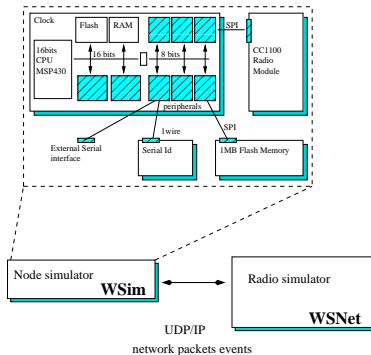 Clock
Flash
RAM
SPI
16bits
CPU
MSP430
16 bits
8 bits
CC1100
Radio
Module
peripherals
1wire
SPI
External Serial
interface
Serial Id
1MB Flash Memory
Node simulator
WSim
Radio simulator
WSNet
UDP/IP
network packets events